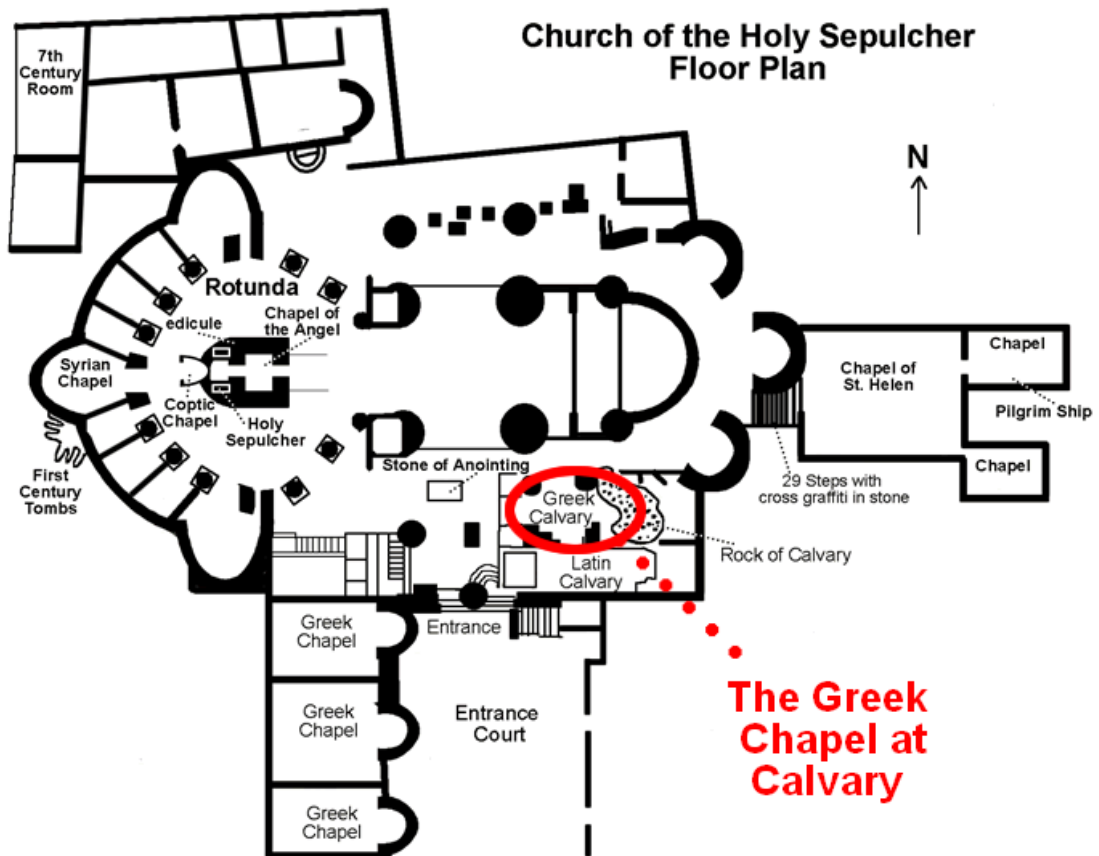 Church of the Holy Sepulcher
Floor Plan
7th
Century
Room
N
Rotunda
Chapel of
the Angel
edicule
Syrian
Chapel
Coptic
Chapel
Holy
Sepulcher
First
Century
Tombs
Stone of Anointing
Greek
Calvary
Latin
Calvary
Rock of Calvary
Chapel of
St. Helen
Chapel
Pilgrim Ship
Chapel
29 Steps with
cross graffiti in stone
Entrance
Greek
Chapel
Greek
Chapel
Greek
Chapel
Entrance
Court
The Greek
Chapel at
Calvary